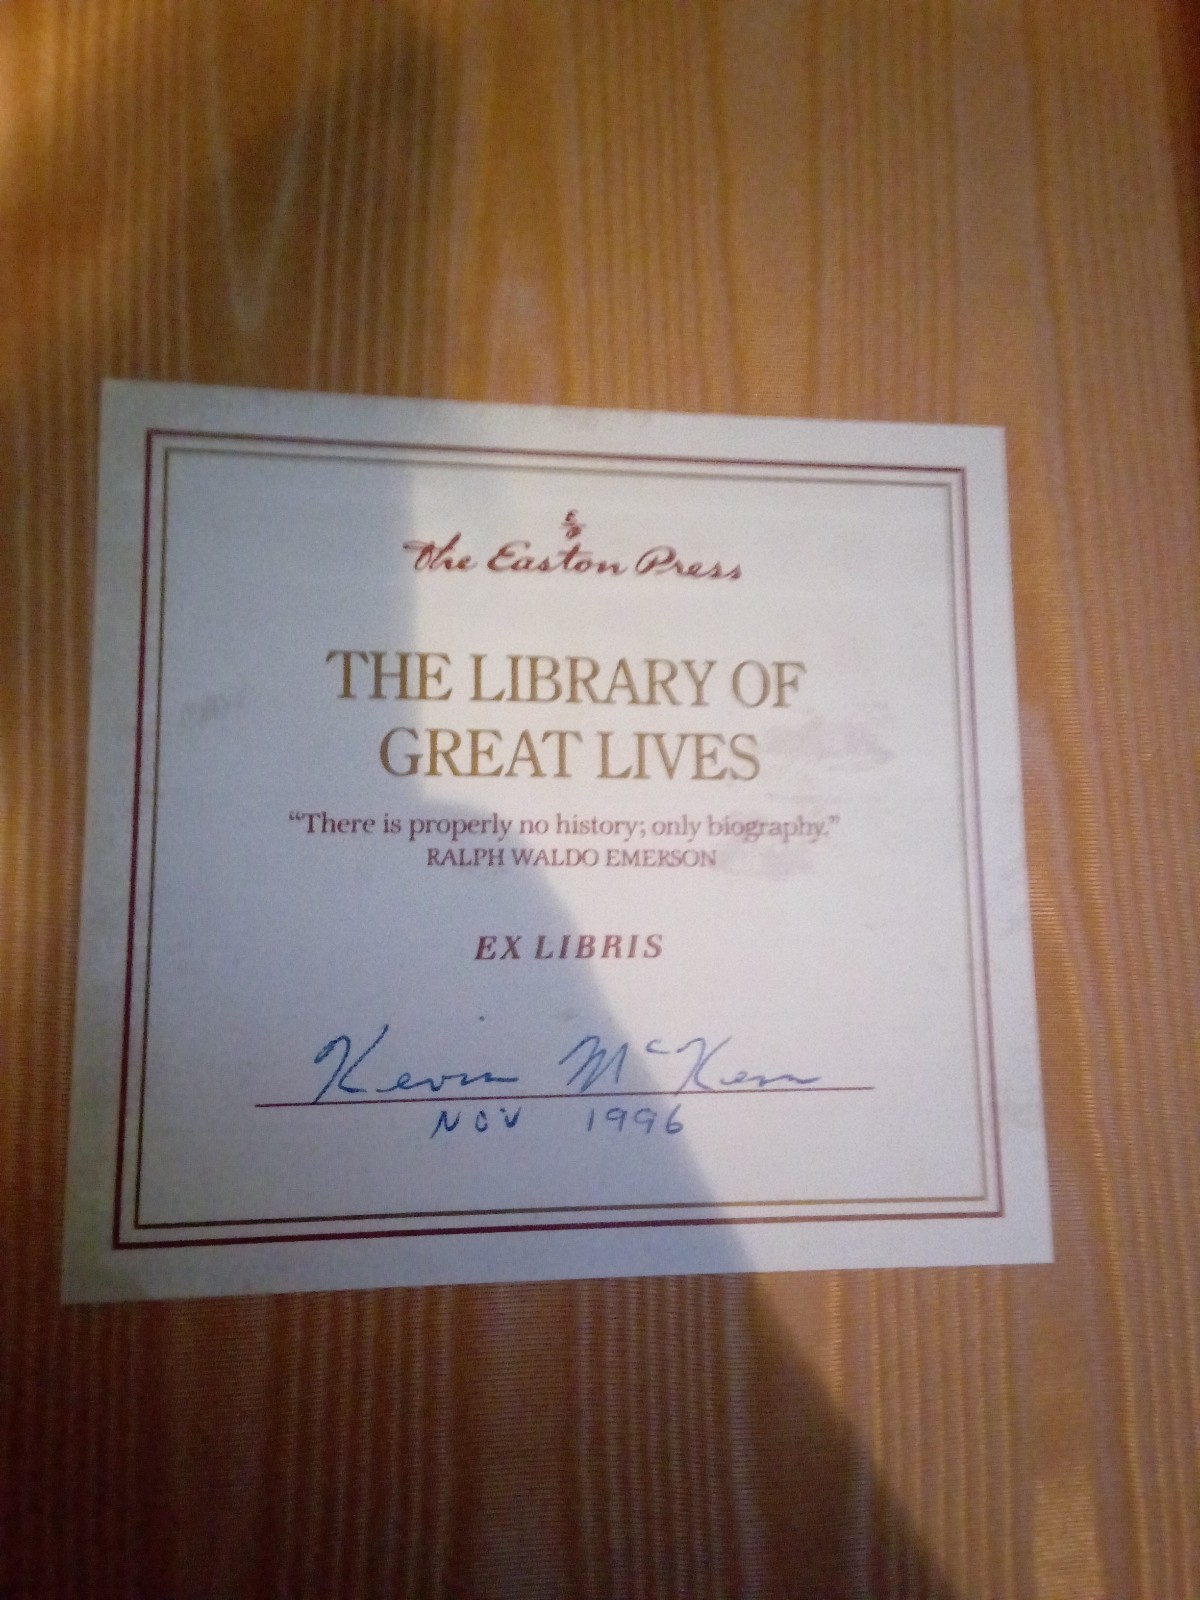 E/P
The Easton Press
THE LIBRARY OF
GREAT LIVES
“There is properly no history; only biography.”
RALPH WALDO EMERSON
EX LIBRIS
Kevin
NOV 1996